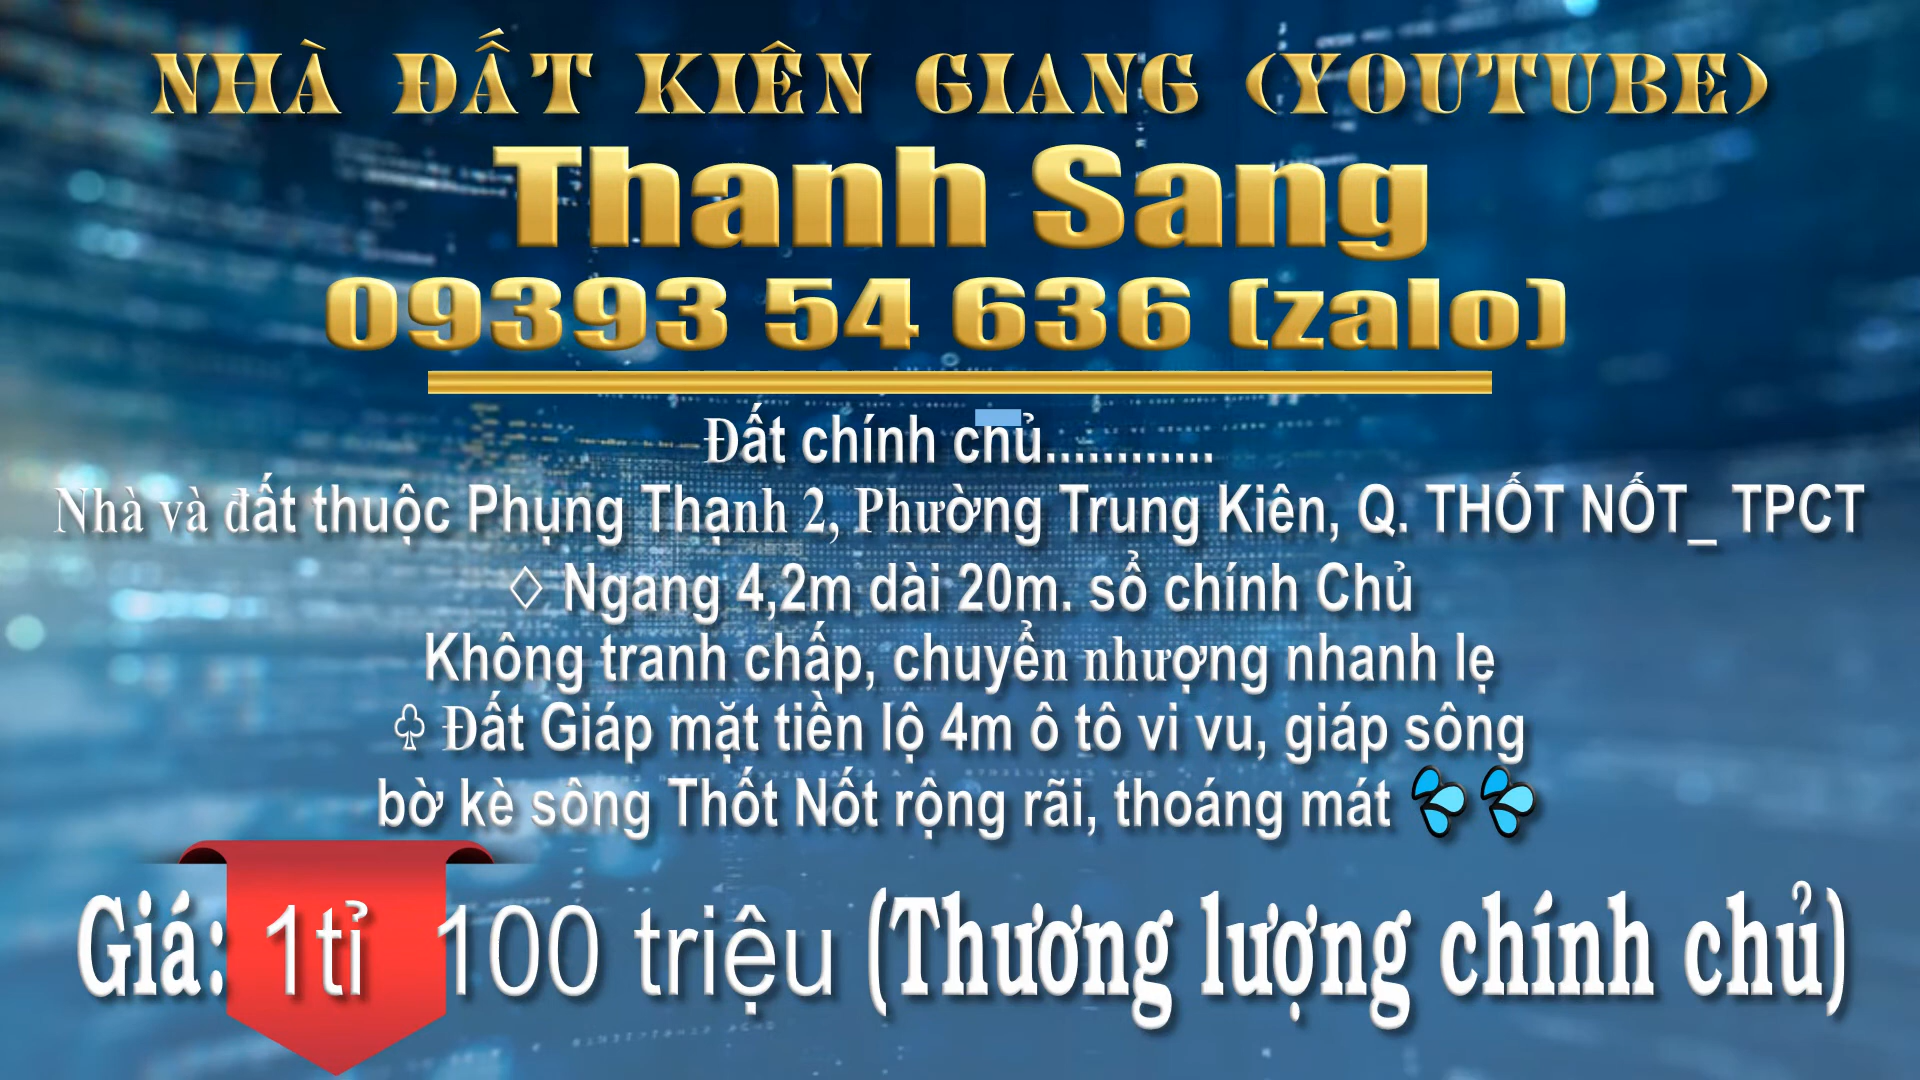 NHÀ ĐẤT KIÊN GIANG (YOUTUBE)
Thanh Sang
09393 54 636 (zalo)
Đất chính chủ............
Nhà và đất thuộc Phụng Thạnh 2, Phường Trung Kiên, Q. THỐT NỐT_ TPCT
♢ Ngang 4,2m dài 20m. sổ chính Chủ
Không tranh chấp, chuyển nhượng nhanh lẹ
♧ Đất Giáp mặt tiền lộ 4m ô tô vi vu, giáp sông
bờ kè sông Thốt Nốt rộng rãi, thoáng mát 💦💦
Giá: 1tỉ 100 triệu (Thương lượng chính chủ)